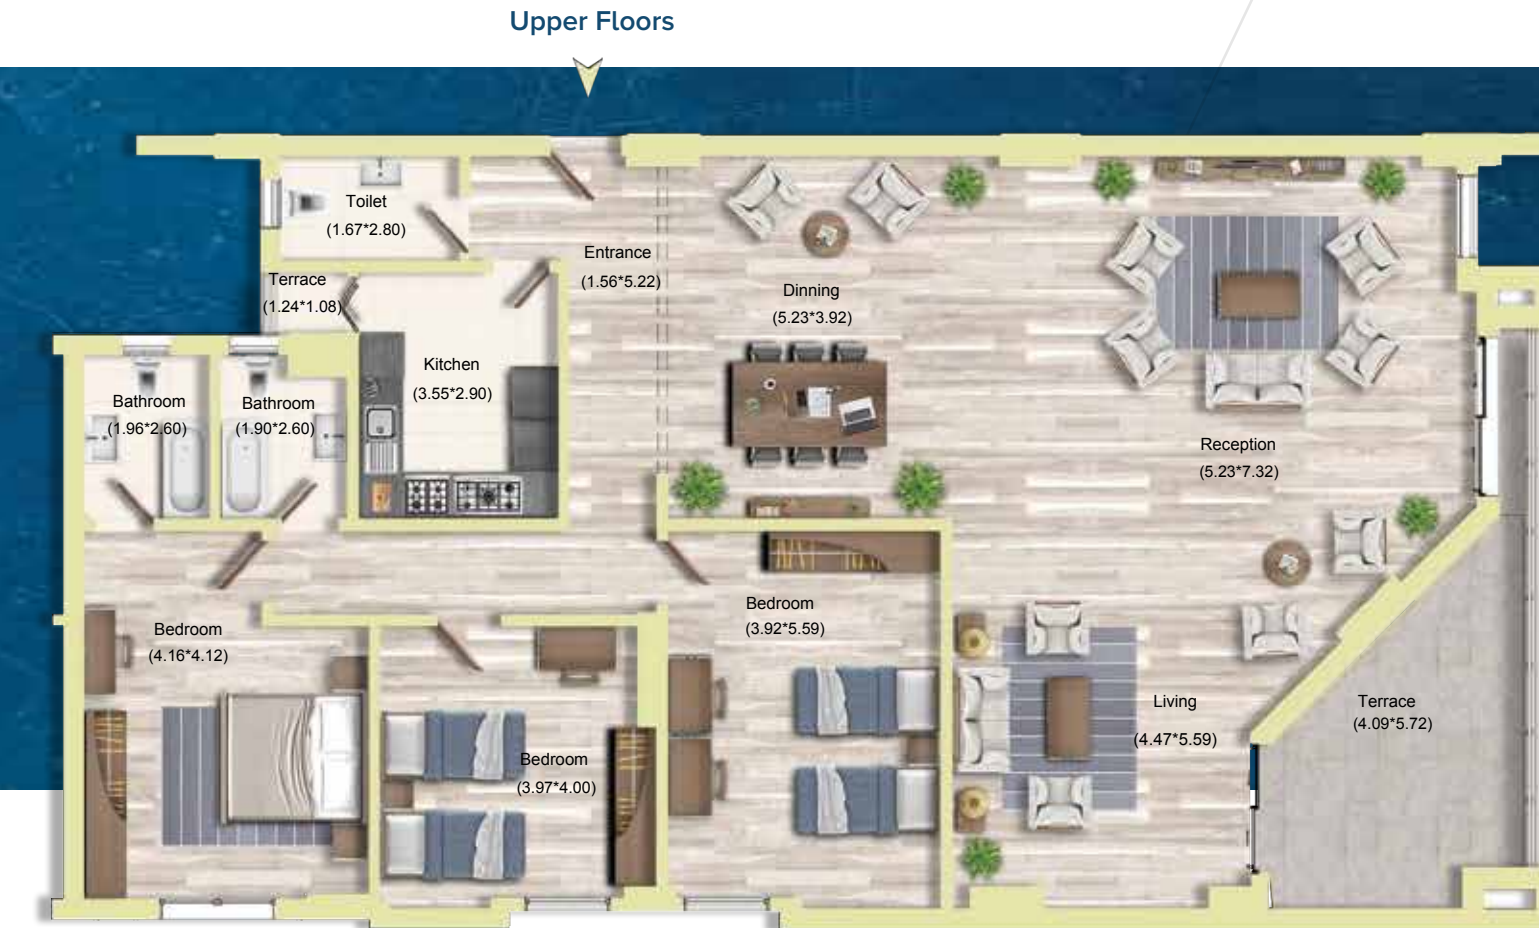 Upper Floors
Toilet
(1.67*2.80)
Entrance
(1.56*5.22)
Terrace
(1.24*1.08)
Dinning
(5.23*3.92)
Kitchen
(3.55*2.90)
Bathroom
(1.96*2.60)
Bathroom
(1.90*2.60)
Reception
(5.23*7.32)
Bedroom
(3.92*5.59)
Bedroom
(4.16*4.12)
Living
(4.47*5.59)
Terrace
(4.09*5.72)
Bedroom
(3.97*4.00)